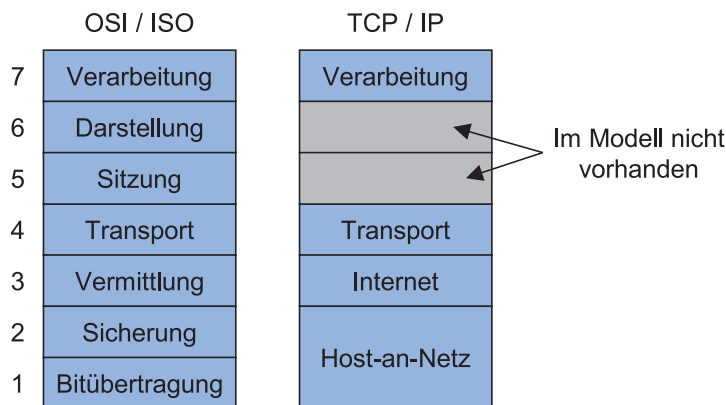 OSI / ISO
TCP / IP
7 Verarbeitung Verarbeitung
6 Darstellung
5 Sitzung
Im Modell nicht
vorhanden
4 Transport Transport
3 Vermittlung Internet
2 Sicherung
Host-an-Netz
1 Bitübertragung